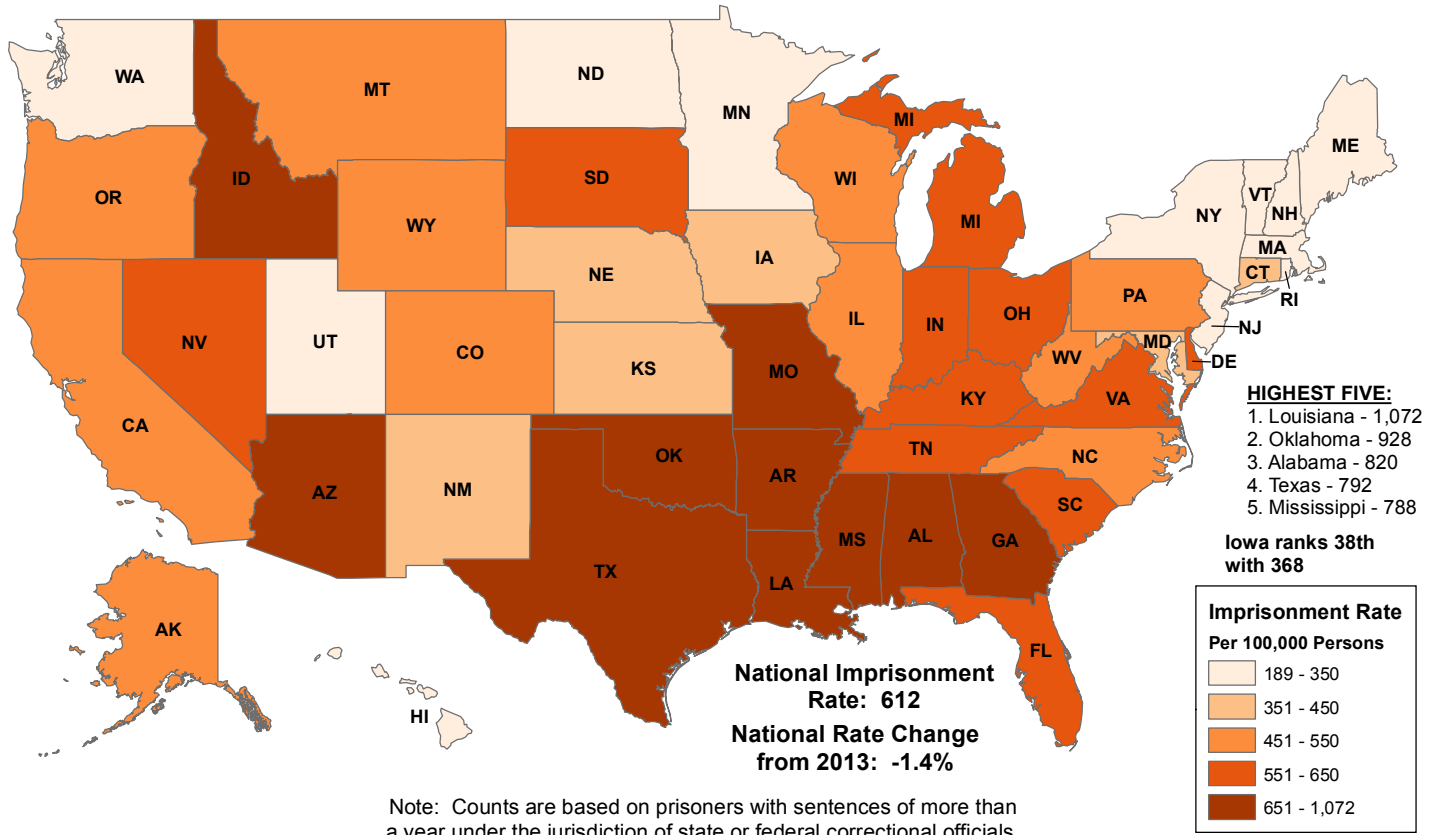 WA
MT
ND
MN
ME
MI
OR
ID
SD
WI
VT
NH
NY
WY
MI
MA
IA
CT
RI
NE
PA
IL
IN
OH
NJ
NV
UT
CO
MD
DE
WV
KS
MO
KY
VA
CA
TN
NC
OK
AR
AZ
NM
SC
MS
AL
GA
TX
LA
AK
FL
HI
HIGHEST FIVE:
1. Louisiana - 1,072
2. Oklahoma - 928
3. Alabama - 820
4. Texas - 792
5. Mississippi - 788
Iowa ranks 38th
with 368
Imprisonment Rate
Per 100,000 Persons
189 - 350
351 - 450
451 - 550
551 - 650
651 - 1,072
National Imprisonment
Rate: 612
National Rate Change
from 2013: -1.4%
Note: Counts are based on prisoners with sentences of more than
a year under the jurisdiction of state or federal correctional officials.